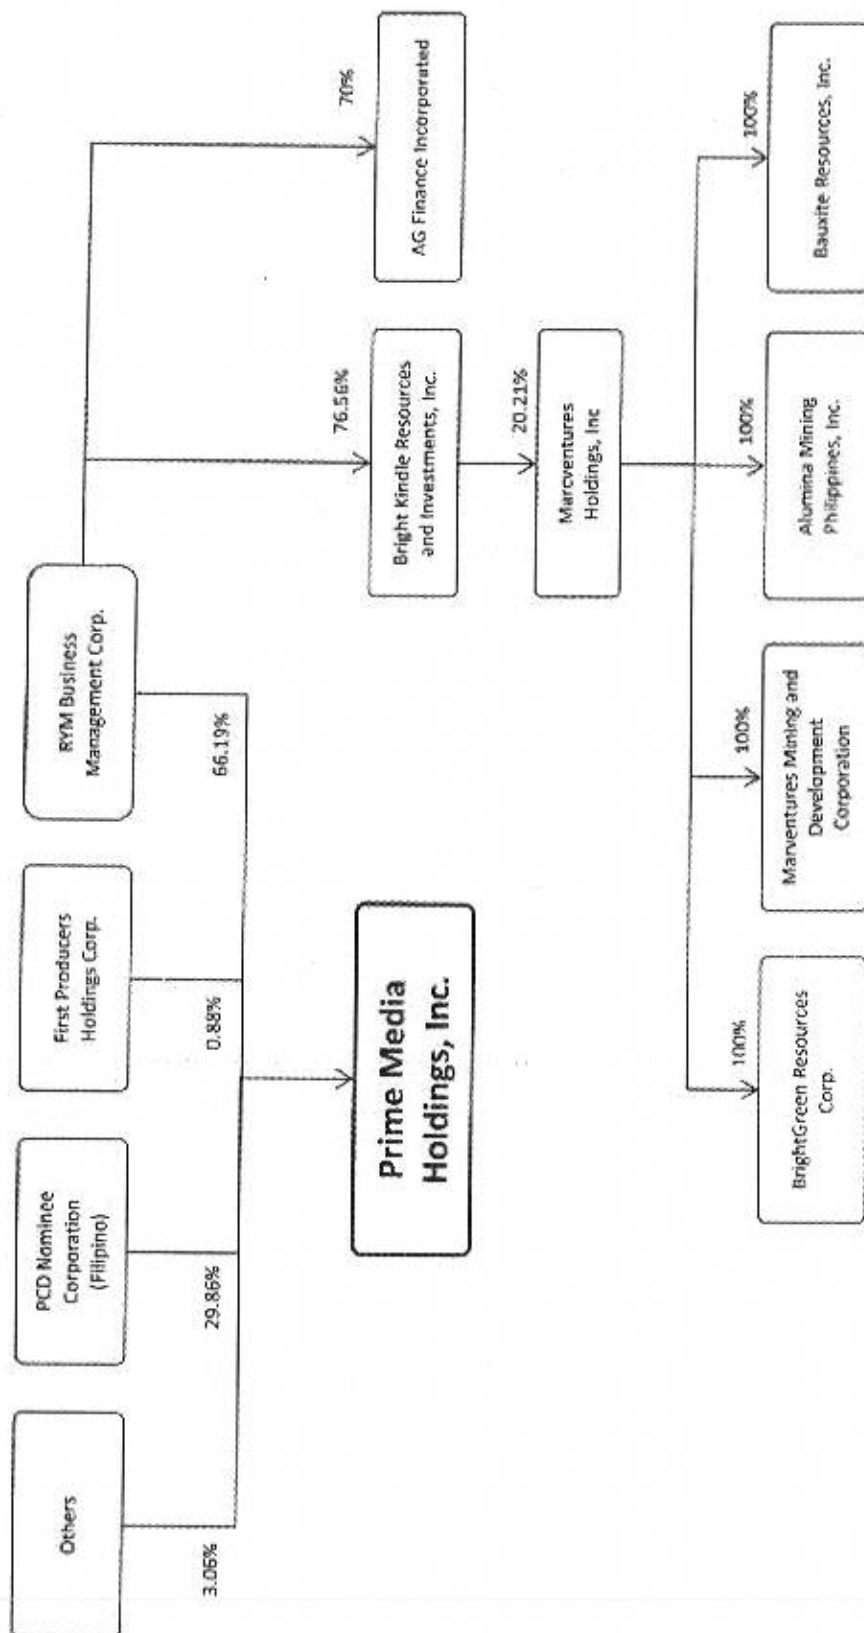 Others
PCD Nominee
Corporation
(Filipino)
First Producers
Holdings Corp.
RYM Business
Management Corp.
3.06%
29.86%
0.88%
66.19%
Prime Media
Holdings, Inc.
76.56%
70%
Bright Kindle Resources
and Investments, Inc.
AG Finance Incorporated
20.21%
Marcventures
Holdings, Inc
100%
100%
100%
100%
BrightGreen Resources
Corp.
Marventures Mining and
Development
Corporation
Alumina Mining
Philippines, Inc.
Bauxite Resources, Inc.